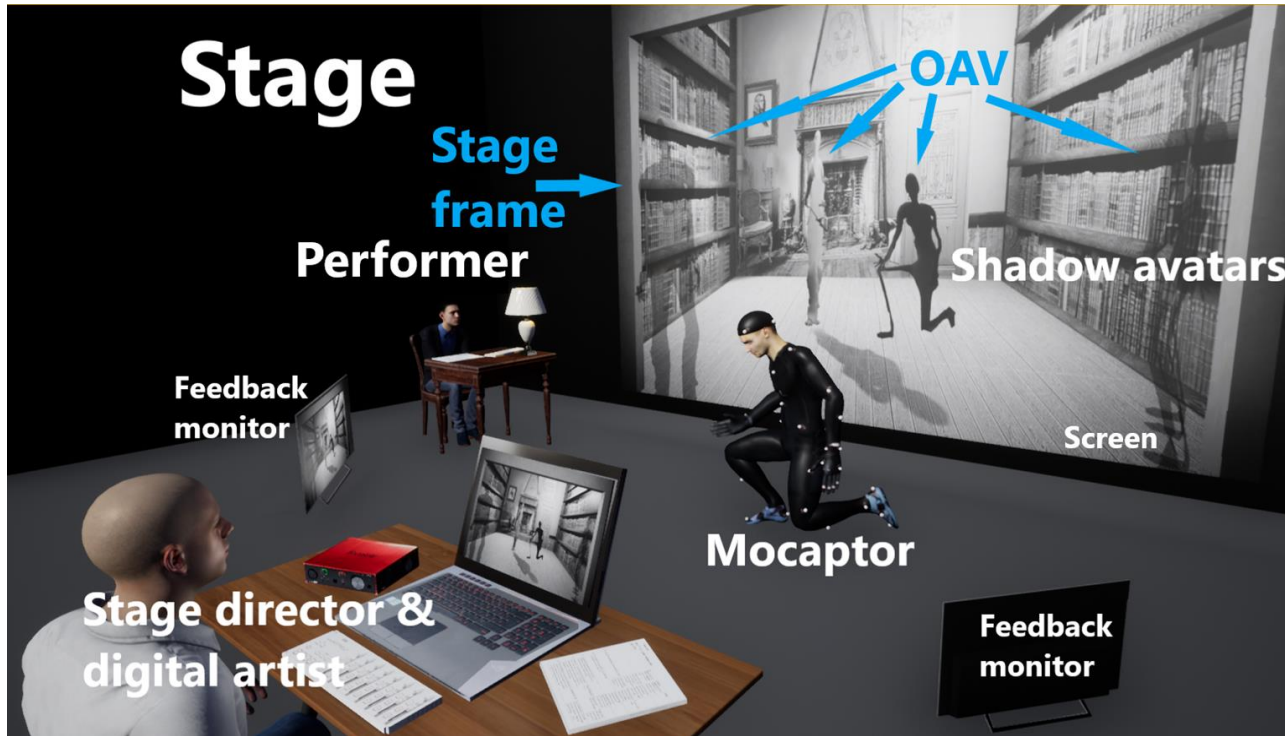 Stage
OAV
Stage
frame
Performer
Shadow avatars
Feedback
monitor
Screen
Mocaptor
Stage director &
digital artist
Feedback
monitor